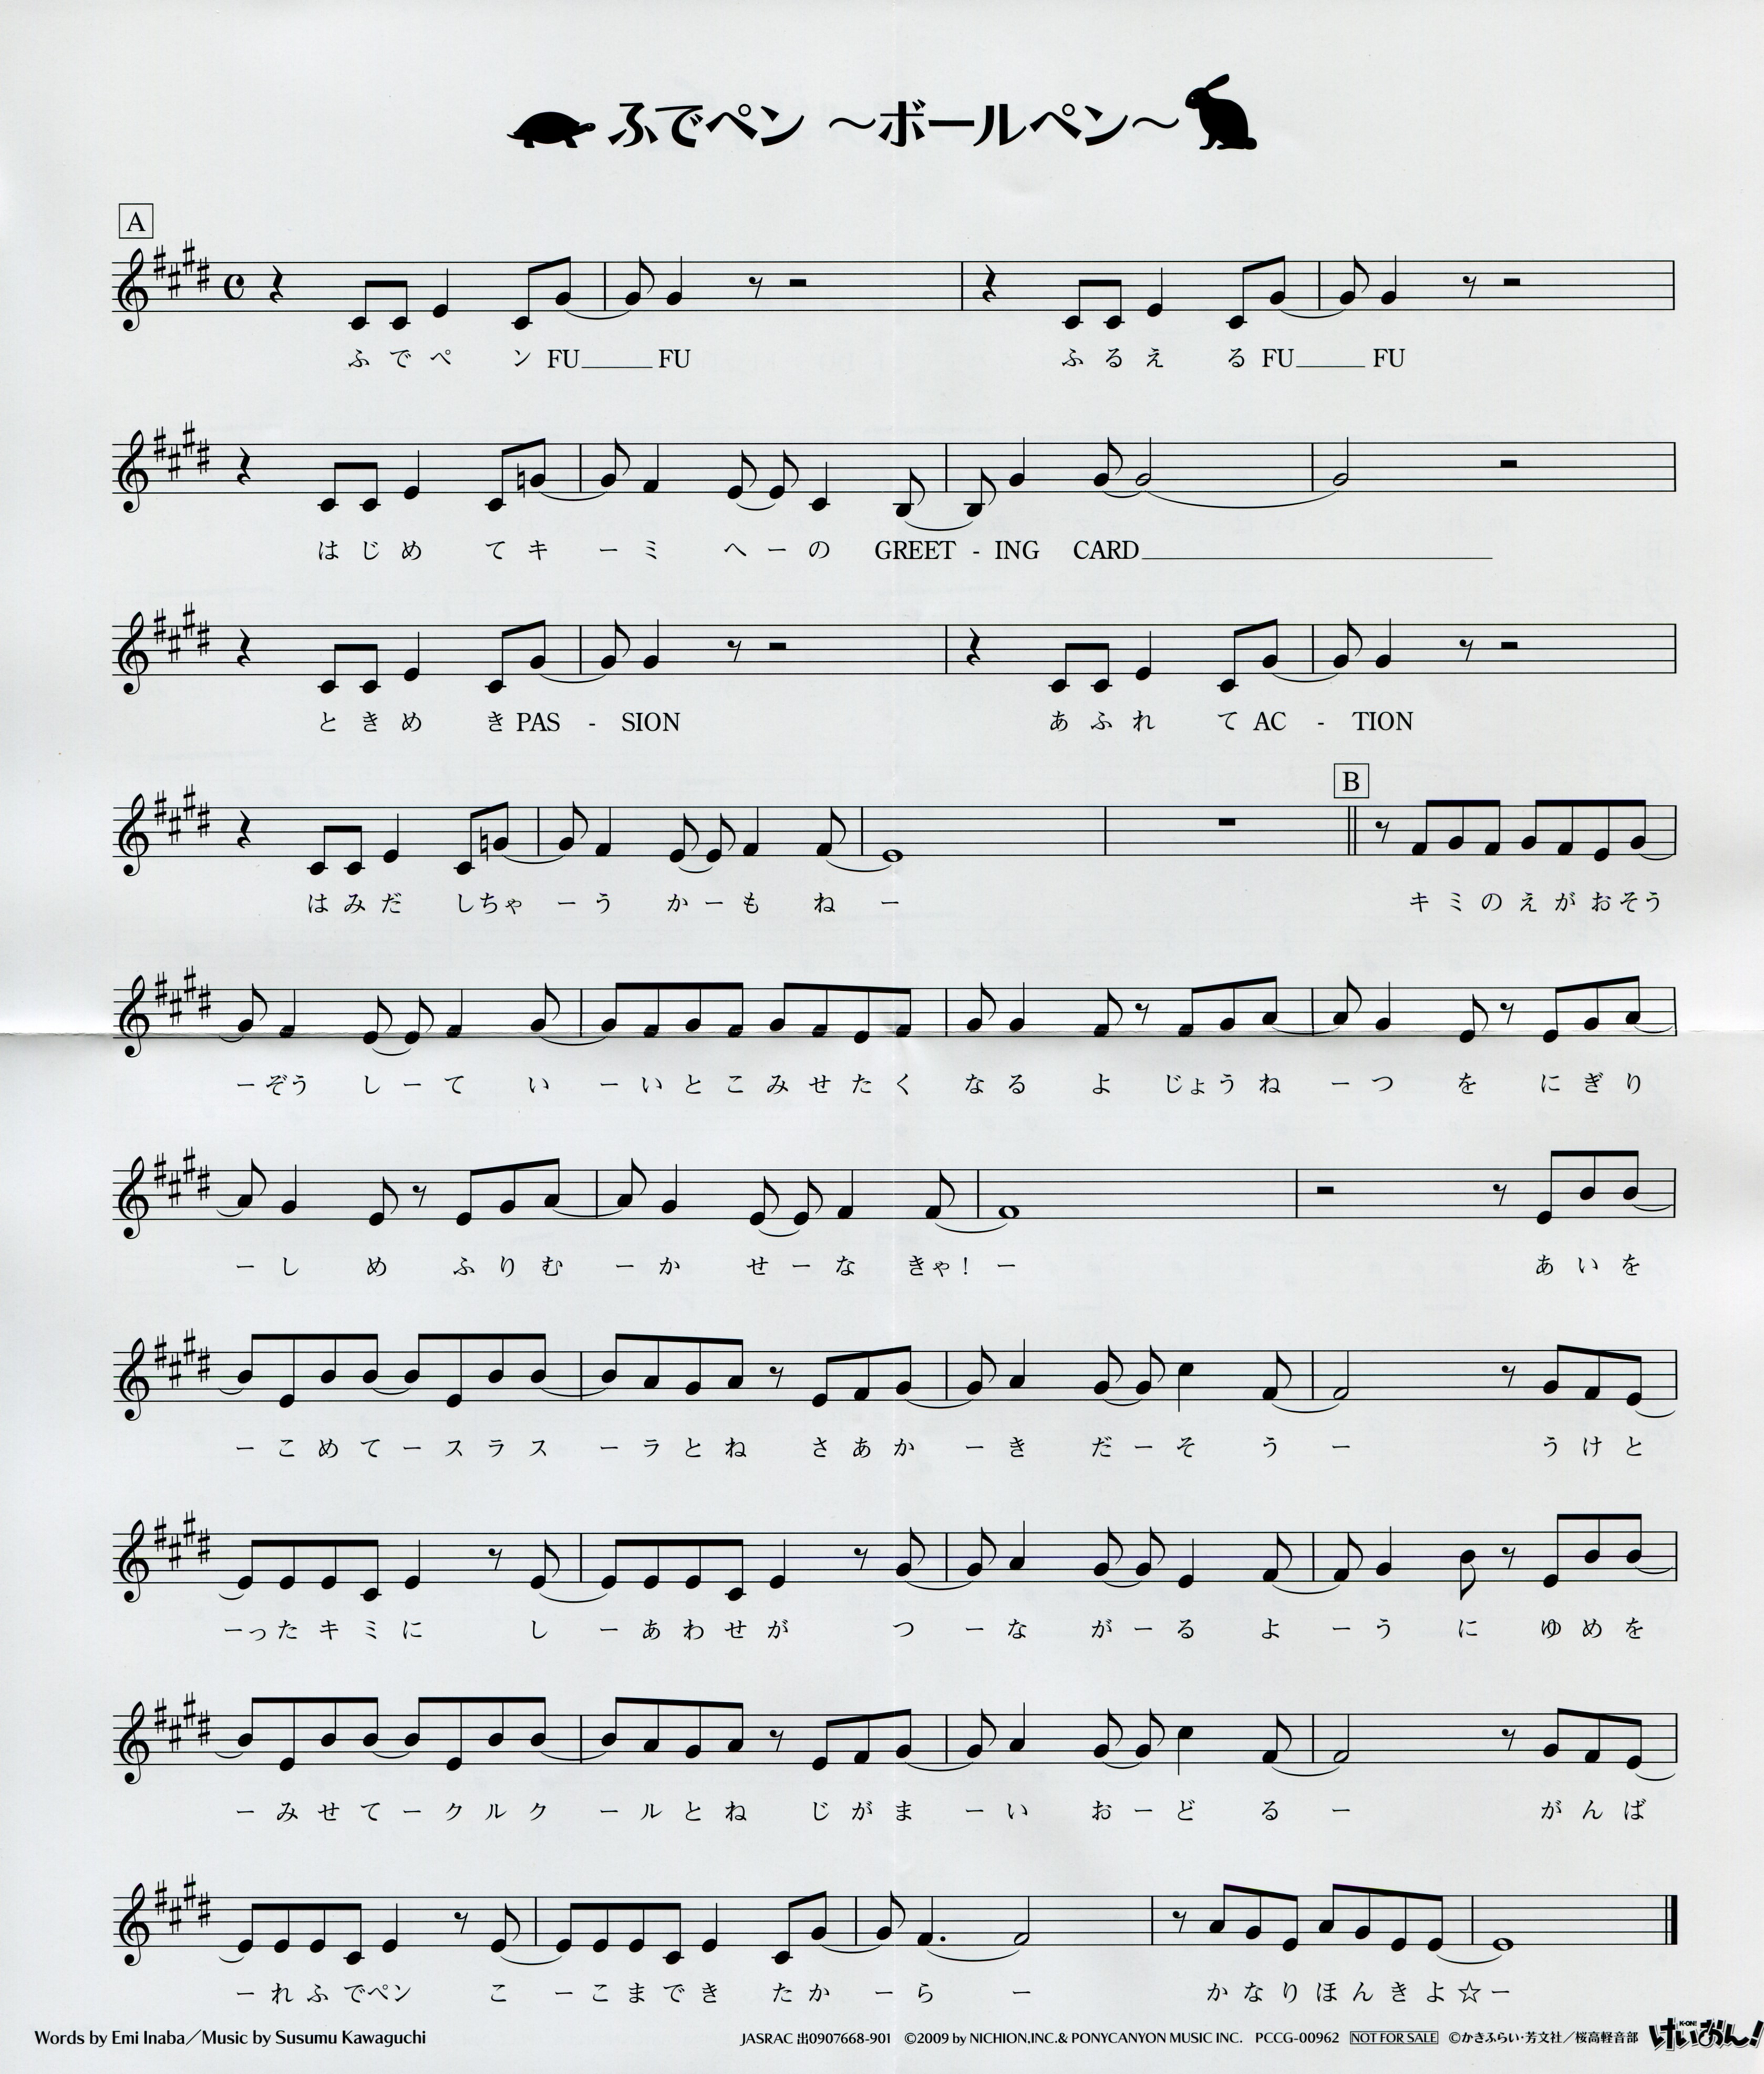 ふでペン ～ボールペン～
A
ふ で ペ ン FU____ FU ふ る え る FU____ FU
は じ め て キ ー ミ へ ー の GREET - ING CARD____
と き め き PAS - SION あ ふ れ て AC - TION
B
は み だ し ちゃ ー う か ー も ね ー キ ミ の え が お そう
ー ぞう し ー て い ー い と こ み せ た く な る よ じょ う ね ー つ を に ぎ り
ー し め ふ り む ー か せ ー な きゃ！ ー あ い を
ー こ め て ー ス ラ ス ー ラ と ね さ あ か ー き だ ー そ う ー う け と
ーっ た キ ミ に し ー あ わ せ が つ ー な が ー る よ ー う に ゆ め を
ー み せ て ー ク ル ク ー ル と ね じ が ま ー い お ー ど る ー が ん ば
ー れ ふ で ペン こ ー こ ま で き た か ー ら ー か な り ほ ん き よ ☆ ー
Words by Emi Inaba／Music by Susumu Kawaguchi
JASRAC 出0907668-901 ©2009 by NICHION,INC.& PONYCANYON MUSIC INC. PCCG-00962 NOT FOR SALE ©かきふらい・芳文社／桜高軽音部 K-ON! けいおん!